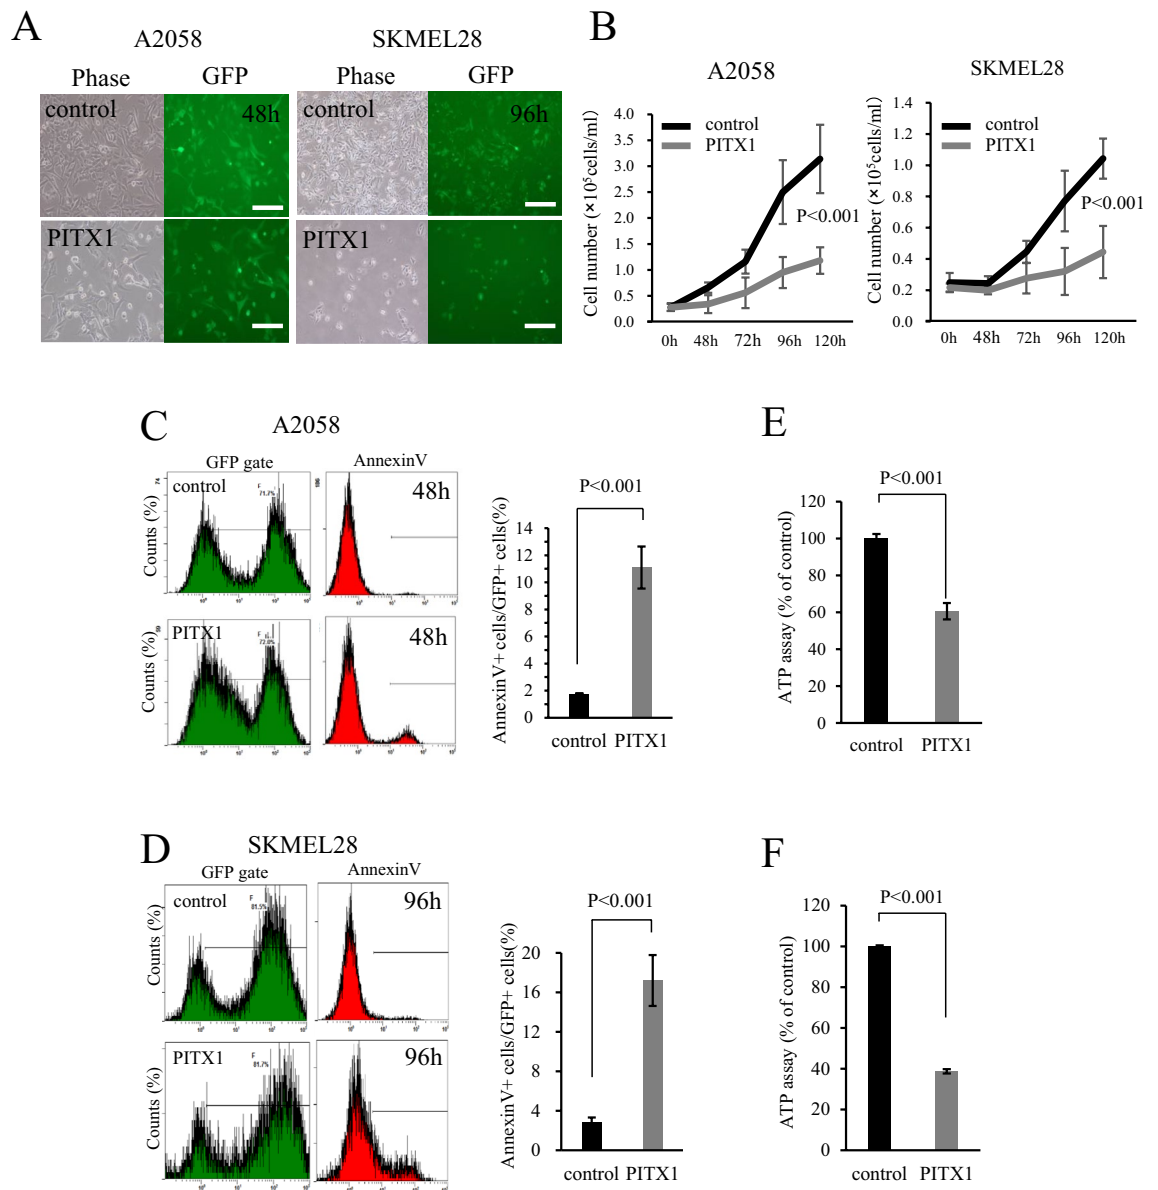 A
A2058
SKMEL28
Phase
GFP
Phase
GFP
control
48h
control
96h
PITX1
PITX1
B
A2058
SKMEL28
Cell number (×10⁵cells/ml)
4.0
3.5
3.0
2.5
2.0
1.5
1.0
0.5
0.0
control
PITX1
P<0.001
0h
48h
72h
96h
120h
Cell number (×10⁵cells/ml)
1.4
1.2
1.0
0.8
0.6
0.4
0.2
0.0
control
PITX1
P<0.001
0h
48h
72h
96h
120h
C
A2058
GFP gate
AnnexinV
Counts (%)
control
F
71.7%
48h
Counts (%)
PITX1
F
72.0%
48h
AnnexinV+ cells/GFP+ cells(%)
P<0.001
14
12
10
8
6
4
2
0
control PITX1
E
ATP assay (% of control)
P<0.001
120
100
80
60
40
20
0
control PITX1
D
SKMEL28
GFP gate
AnnexinV
Counts (%)
control
F
81.5%
96h
Counts (%)
PITX1
F
81.7%
96h
AnnexinV+ cells/GFP+ cells(%)
P<0.001
20
16
12
8
4
0
control PITX1
F
ATP assay (% of control)
P<0.001
120
100
80
60
40
20
0
control PITX1